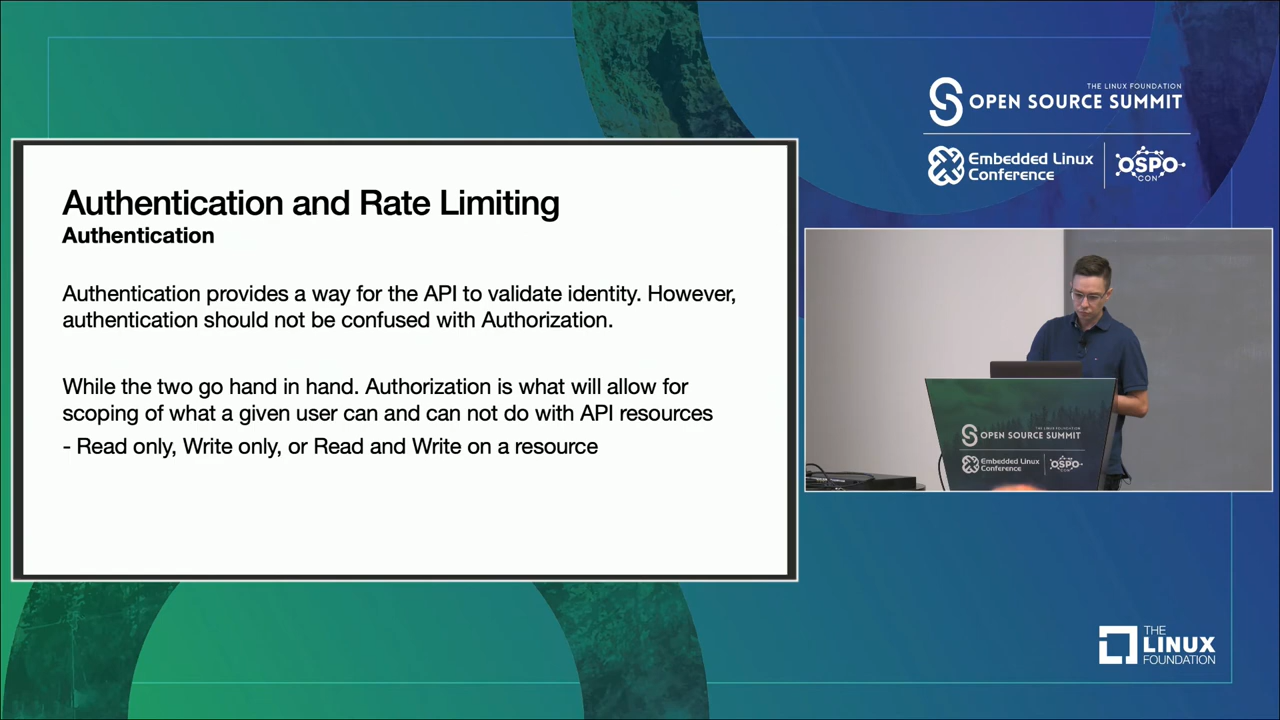 THE LINUX FOUNDATION
OPEN SOURCE SUMMIT
Embedded Linux
Conference
OSPO
CON
Authentication and Rate Limiting
Authentication
Authentication provides a way for the API to validate identity. However,
authentication should not be confused with Authorization.
While the two go hand in hand. Authorization is what will allow for
scoping of what a given user can and can not do with API resources
- Read only, Write only, or Read and Write on a resource
THE LINUX FOUNDATION
OPEN SOURCE SUMMIT
Embedded Linux
Conference
OSPO
CON
THE
LINUX
FOUNDATION